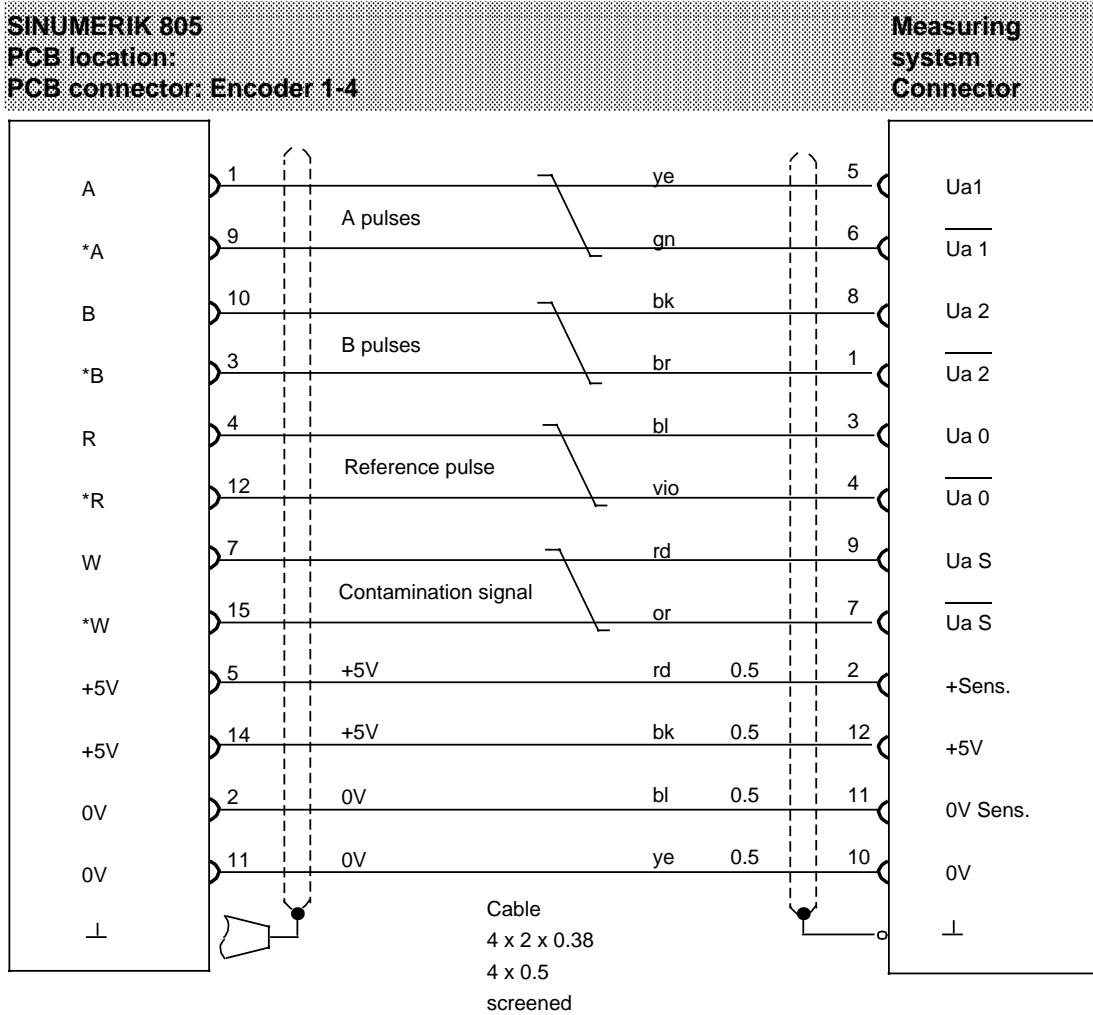 SINUMERIK 805
PCB location:
PCB connector: Encoder 1-4
Measuring
system
Connector
A 1 ye 5 Ua1
A pulses
*A 9 gn 6 Ua 1
B 10 bk 8 Ua 2
B pulses
*B 3 br 1 Ua 2
R 4 bl 3 Ua 0
Reference pulse
*R 12 vio 4 Ua 0
W 7 rd 9 Ua S
Contamination signal
*W 15 or 7 Ua S
+5V 5 +5V rd 0.5 2 +Sens.
+5V 14 +5V bk 0.5 12 +5V
0V 2 0V bl 0.5 11 0V Sens.
0V 11 0V ye 0.5 10 0V
Cable
4 x 2 x 0.38
4 x 0.5
screened